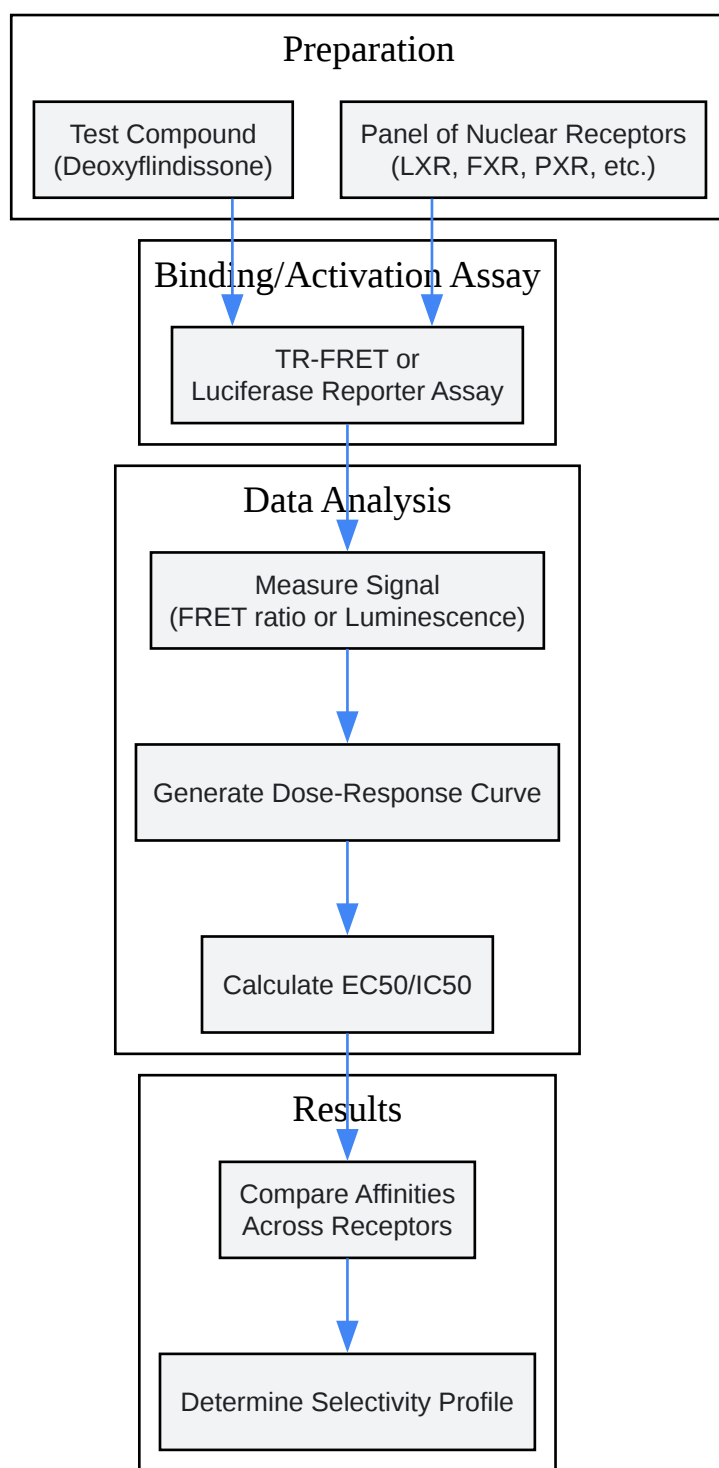 Preparation
Test Compound
(Deoxyflindissone)
Panel of Nuclear Receptors
(LXR, FXR, PXR, etc.)
Binding/Activation Assay
TR-FRET or
Luciferase Reporter Assay
Data Analysis
Measure Signal
(FRET ratio or Luminescence)
Generate Dose-Response Curve
Calculate EC50/IC50
Results
Compare Affinities
Across Receptors
Determine Selectivity Profile